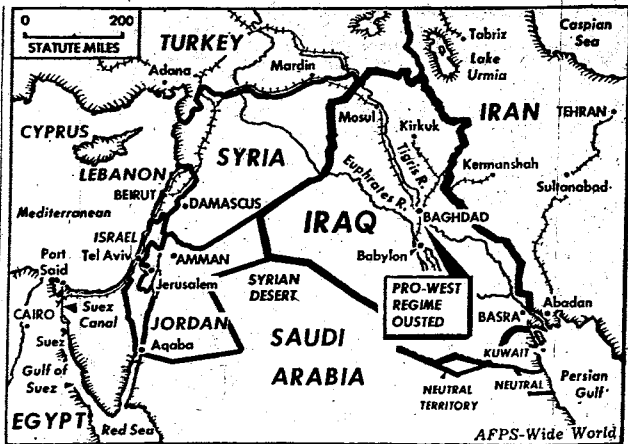 0 200
STATUTE MILES
TURKEY
Adana
Mardin
Tabriz
Lake
Urmia
Caspian
Sea
IRAN
TEHRAN
CYPRUS
Mosul
Kirkuk
Tigris R.
Kermanshah
SYRIA
LEBANON
BEIRUT
Euphrates R.
Sultanabad
Mediterranean
DAMASCUS
IRAQ
BAGHDAD
ISRAEL
Tel Aviv
AMMAN
Babylon
Port
Said
Jerusalem
SYRIAN
DESERT
PRO-WEST
REGIME
OUSTED
CAIRO
Suez
Canal
JORDAN
BASRA
Abadan
Suez
Aqaba
SAUDI
ARABIA
KUWAIT
Gulf of
Suez
NEUTRAL
TERRITORY
NEUTRAL
Persian
Gulf
EGYPT
Red Sea
AFPS-Wide World